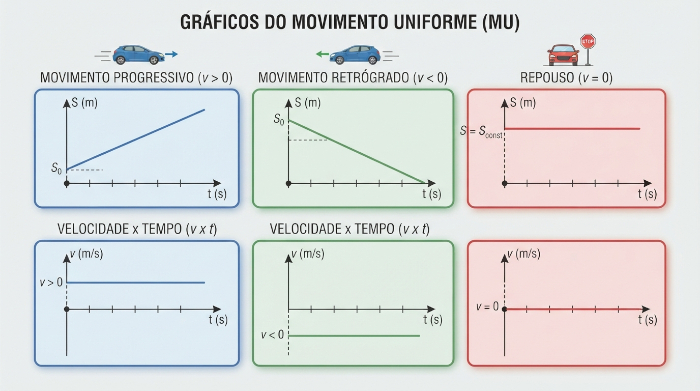 GRÁFICOS DO MOVIMENTO UNIFORME (MU)
STOP
MOVIMENTO PROGRESSIVO (v > 0)
MOVIMENTO RETRÓGRADO (v < 0)
REPOUSO (v = 0)
S (m)
S₀
t (s)
S (m)
S₀
t (s)
S (m)
S = Sconst
t (s)
VELOCIDADE x TEMPO (v x t)
VELOCIDADE x TEMPO (v x t)
v (m/s)
v > 0
t (s)
v (m/s)
v < 0
t (s)
v (m/s)
v = 0
t (s)